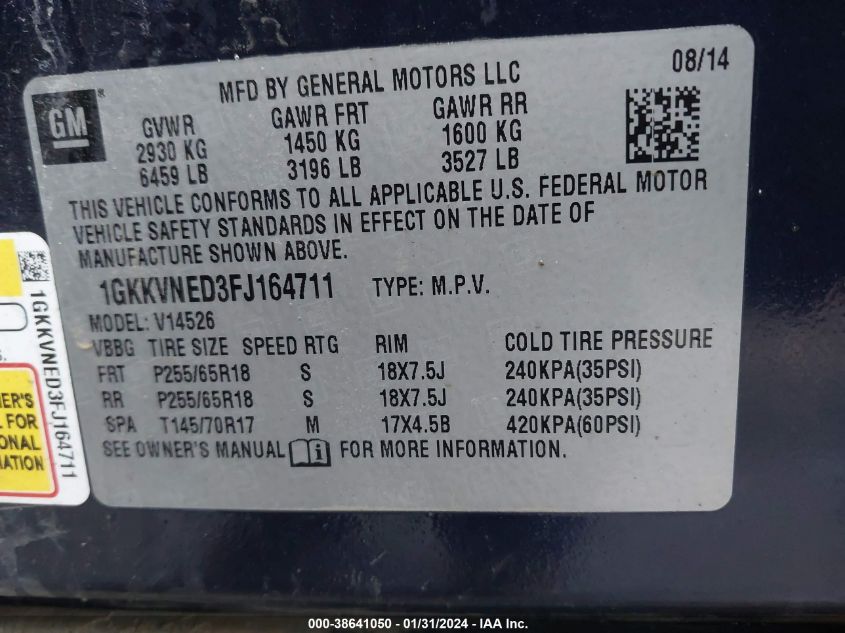 MFD BY GENERAL MOTORS LLC 08/14
GM ®
GVWR GAWR FRT GAWR RR
2930 KG 1450 KG 1600 KG
6459 LB 3196 LB 3527 LB
THIS VEHICLE CONFORMS TO ALL APPLICABLE U.S. FEDERAL MOTOR
VEHICLE SAFETY STANDARDS IN EFFECT ON THE DATE OF
MANUFACTURE SHOWN ABOVE.
1GKKVNED3FJ164711 TYPE: M.P.V.
MODEL: V14526
VBBG TIRE SIZE SPEED RTG RIM COLD TIRE PRESSURE
FRT P255/65R18 S 18X7.5J 240KPA(35PSI)
RR P255/65R18 S 18X7.5J 240KPA(35PSI)
SPA T145/70R17 M 17X4.5B 420KPA(60PSI)
SEE OWNER'S MANUAL FOR MORE INFORMATION.
1GKKVNED3FJ164711
FOR
000-38641050 - 01/31/2024 - IAA Inc.